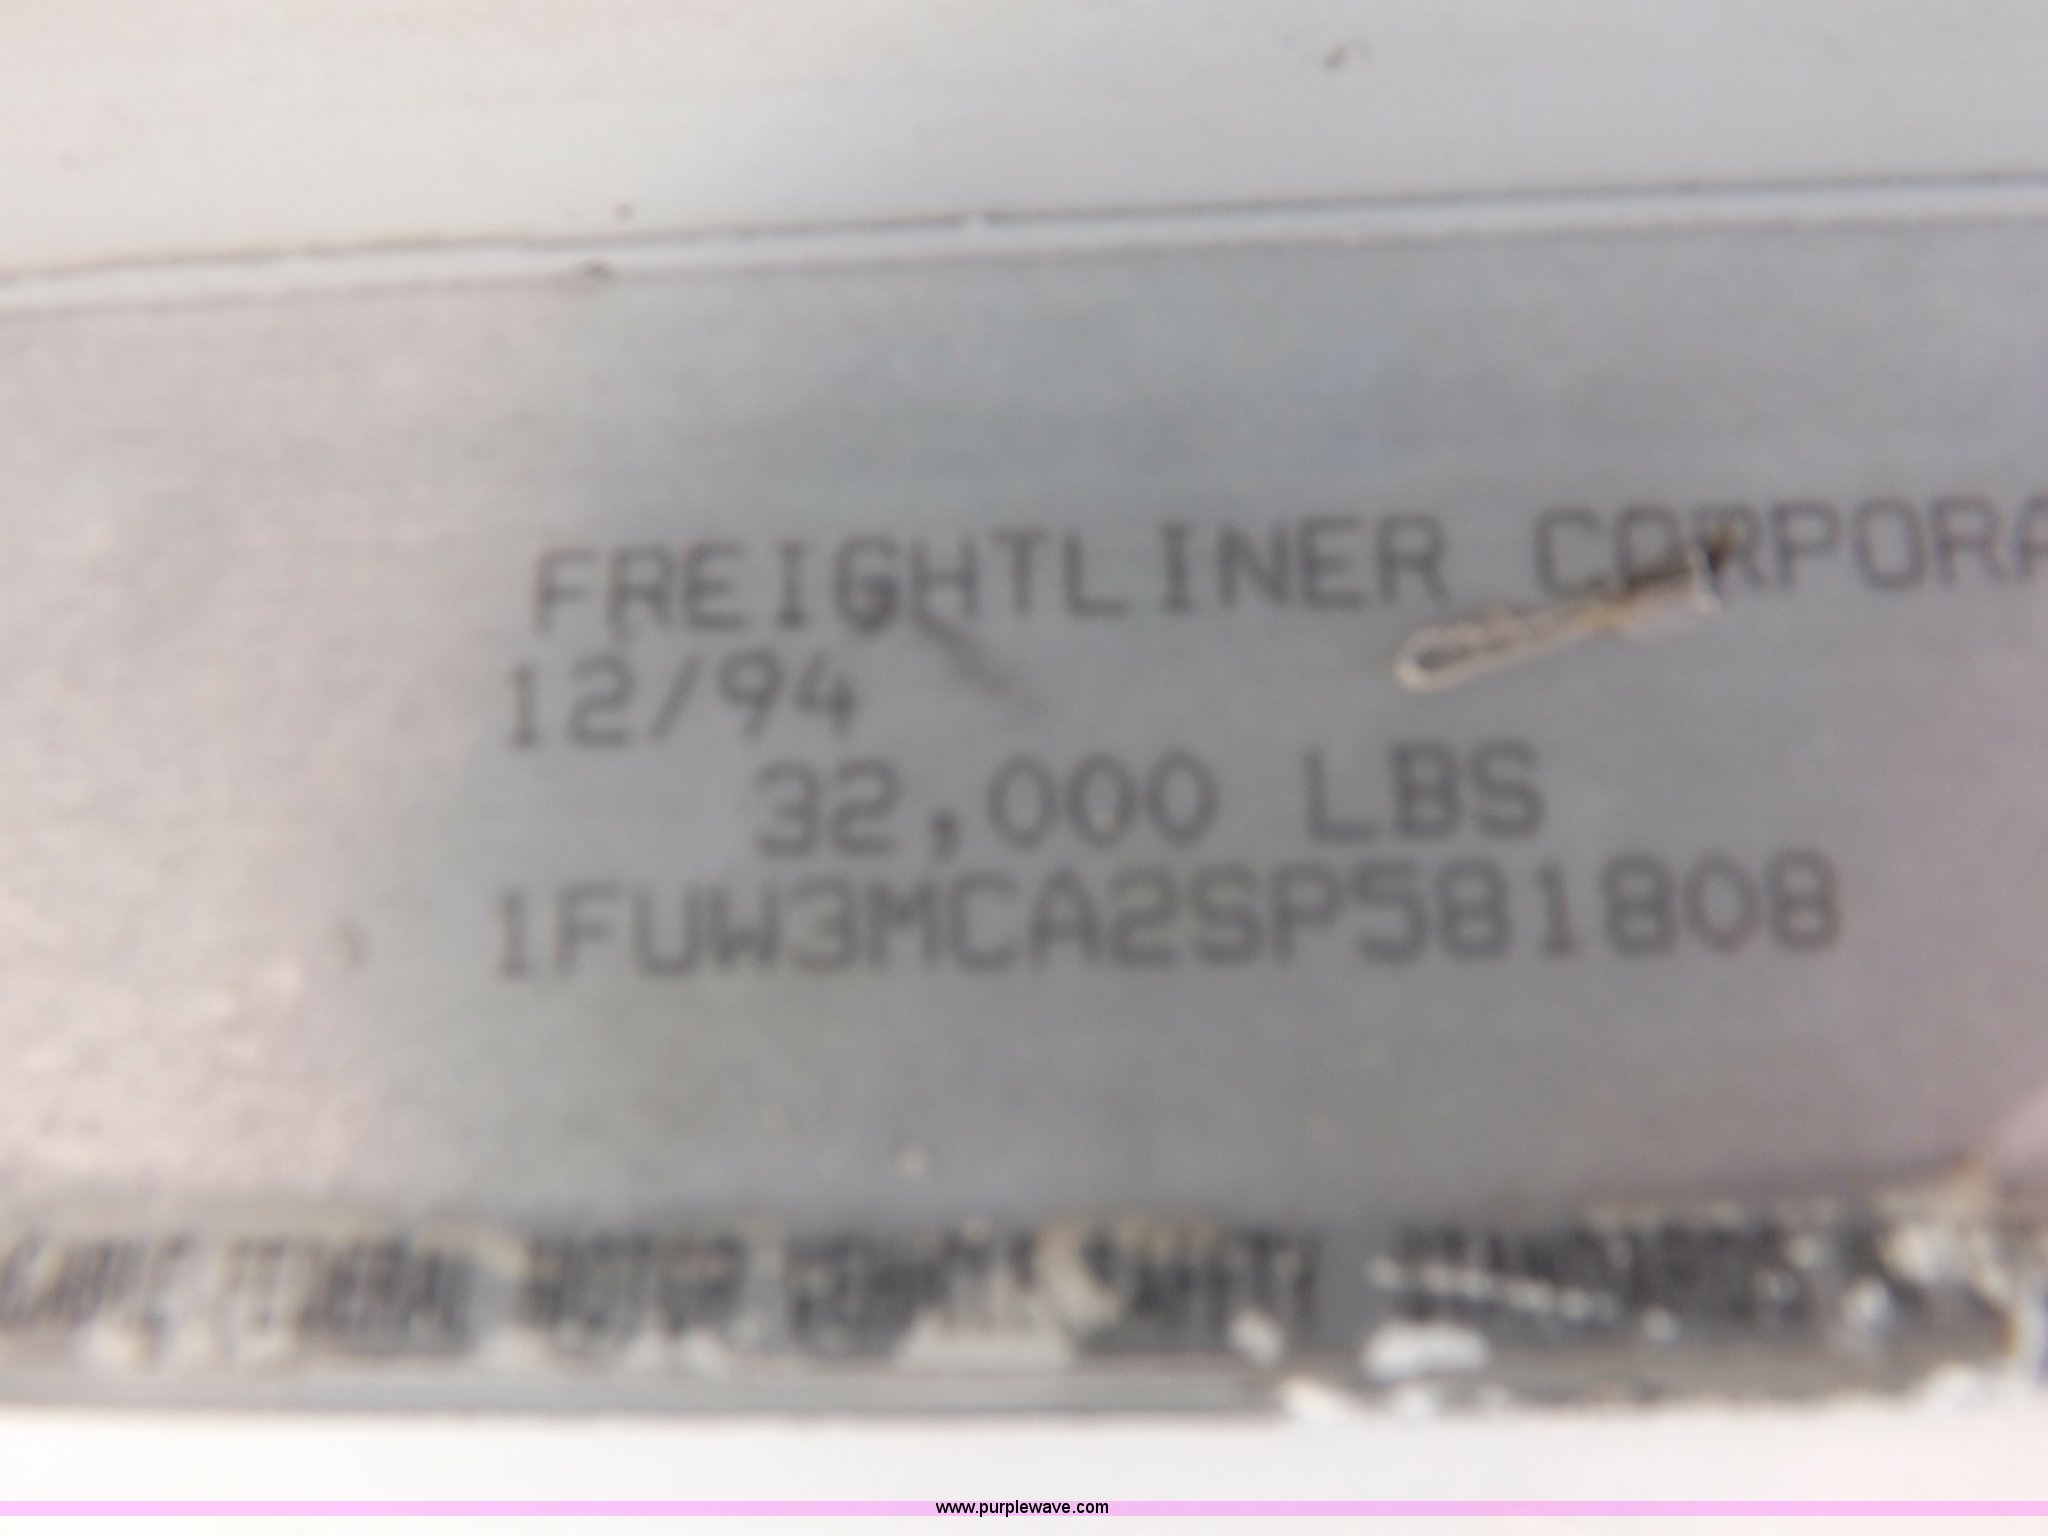 FREIGHTLINER CORPORA
12/94
32,000 LBS
1FUW3MCA2SP581808
www.purplewave.com